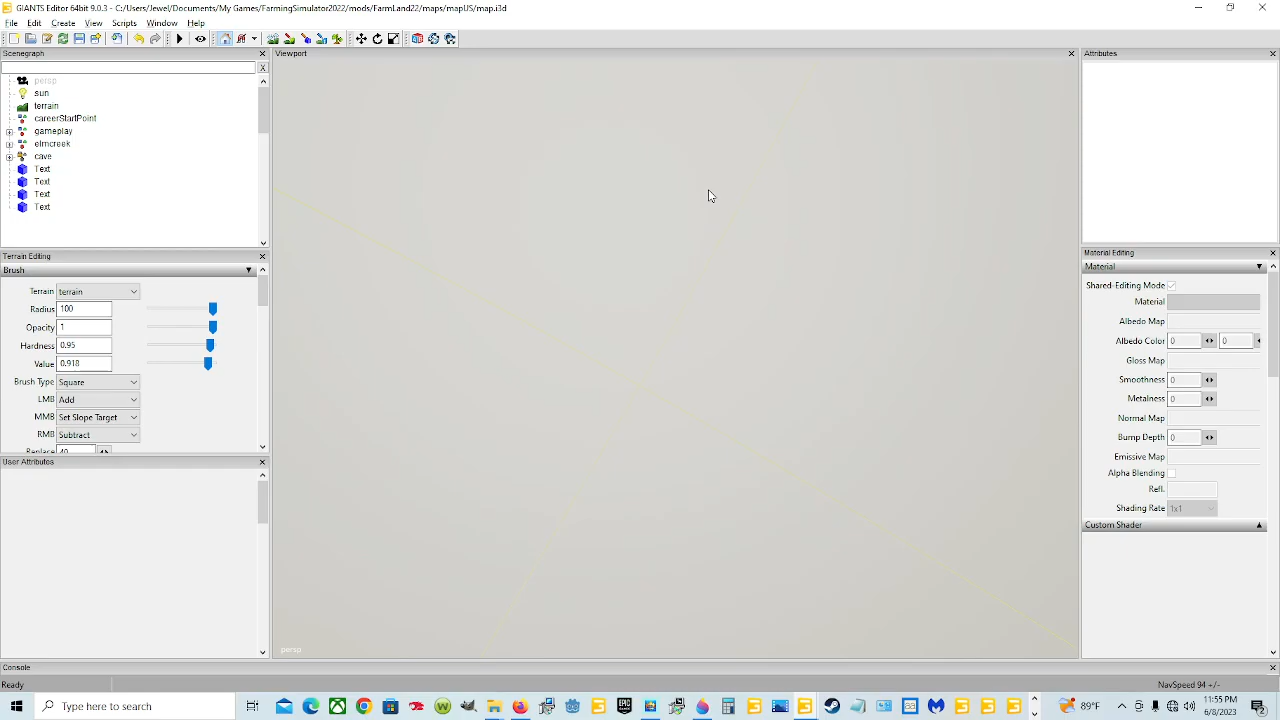 GIANTS Editor 64bit 9.0.3 - C:/Users/Jewel/Documents/My Games/FarmingSimulator2022/mods/FarmLand22/maps/mapUS/map.i3d
File Edit Create View Scripts Window Help
Scenegraph
persp
sun
terrain
careerStartPoint
gameplay
elmcreek
cave
Text
Text
Text
Text
Terrain Editing
Brush
Terrain terrain
Radius 100
Opacity 1
Hardness 0.95
Value 0.918
Brush Type Square
LMB Add
MMB Set Slope Target
RMB Subtract
Replace 40
User Attributes
Viewport
persp
Attributes
Material Editing
Material
Shared-Editing Mode
Material
Albedo Map
Albedo Color 0 0
Gloss Map
Smoothness 0
Metalness 0
Normal Map
Bump Depth 0
Emissive Map
Alpha Blending
Refl.
Shading Rate 1x1
Custom Shader
Console
Ready
NavSpeed 94 +/-
Type here to search
89°F
11:55 PM
6/8/2023